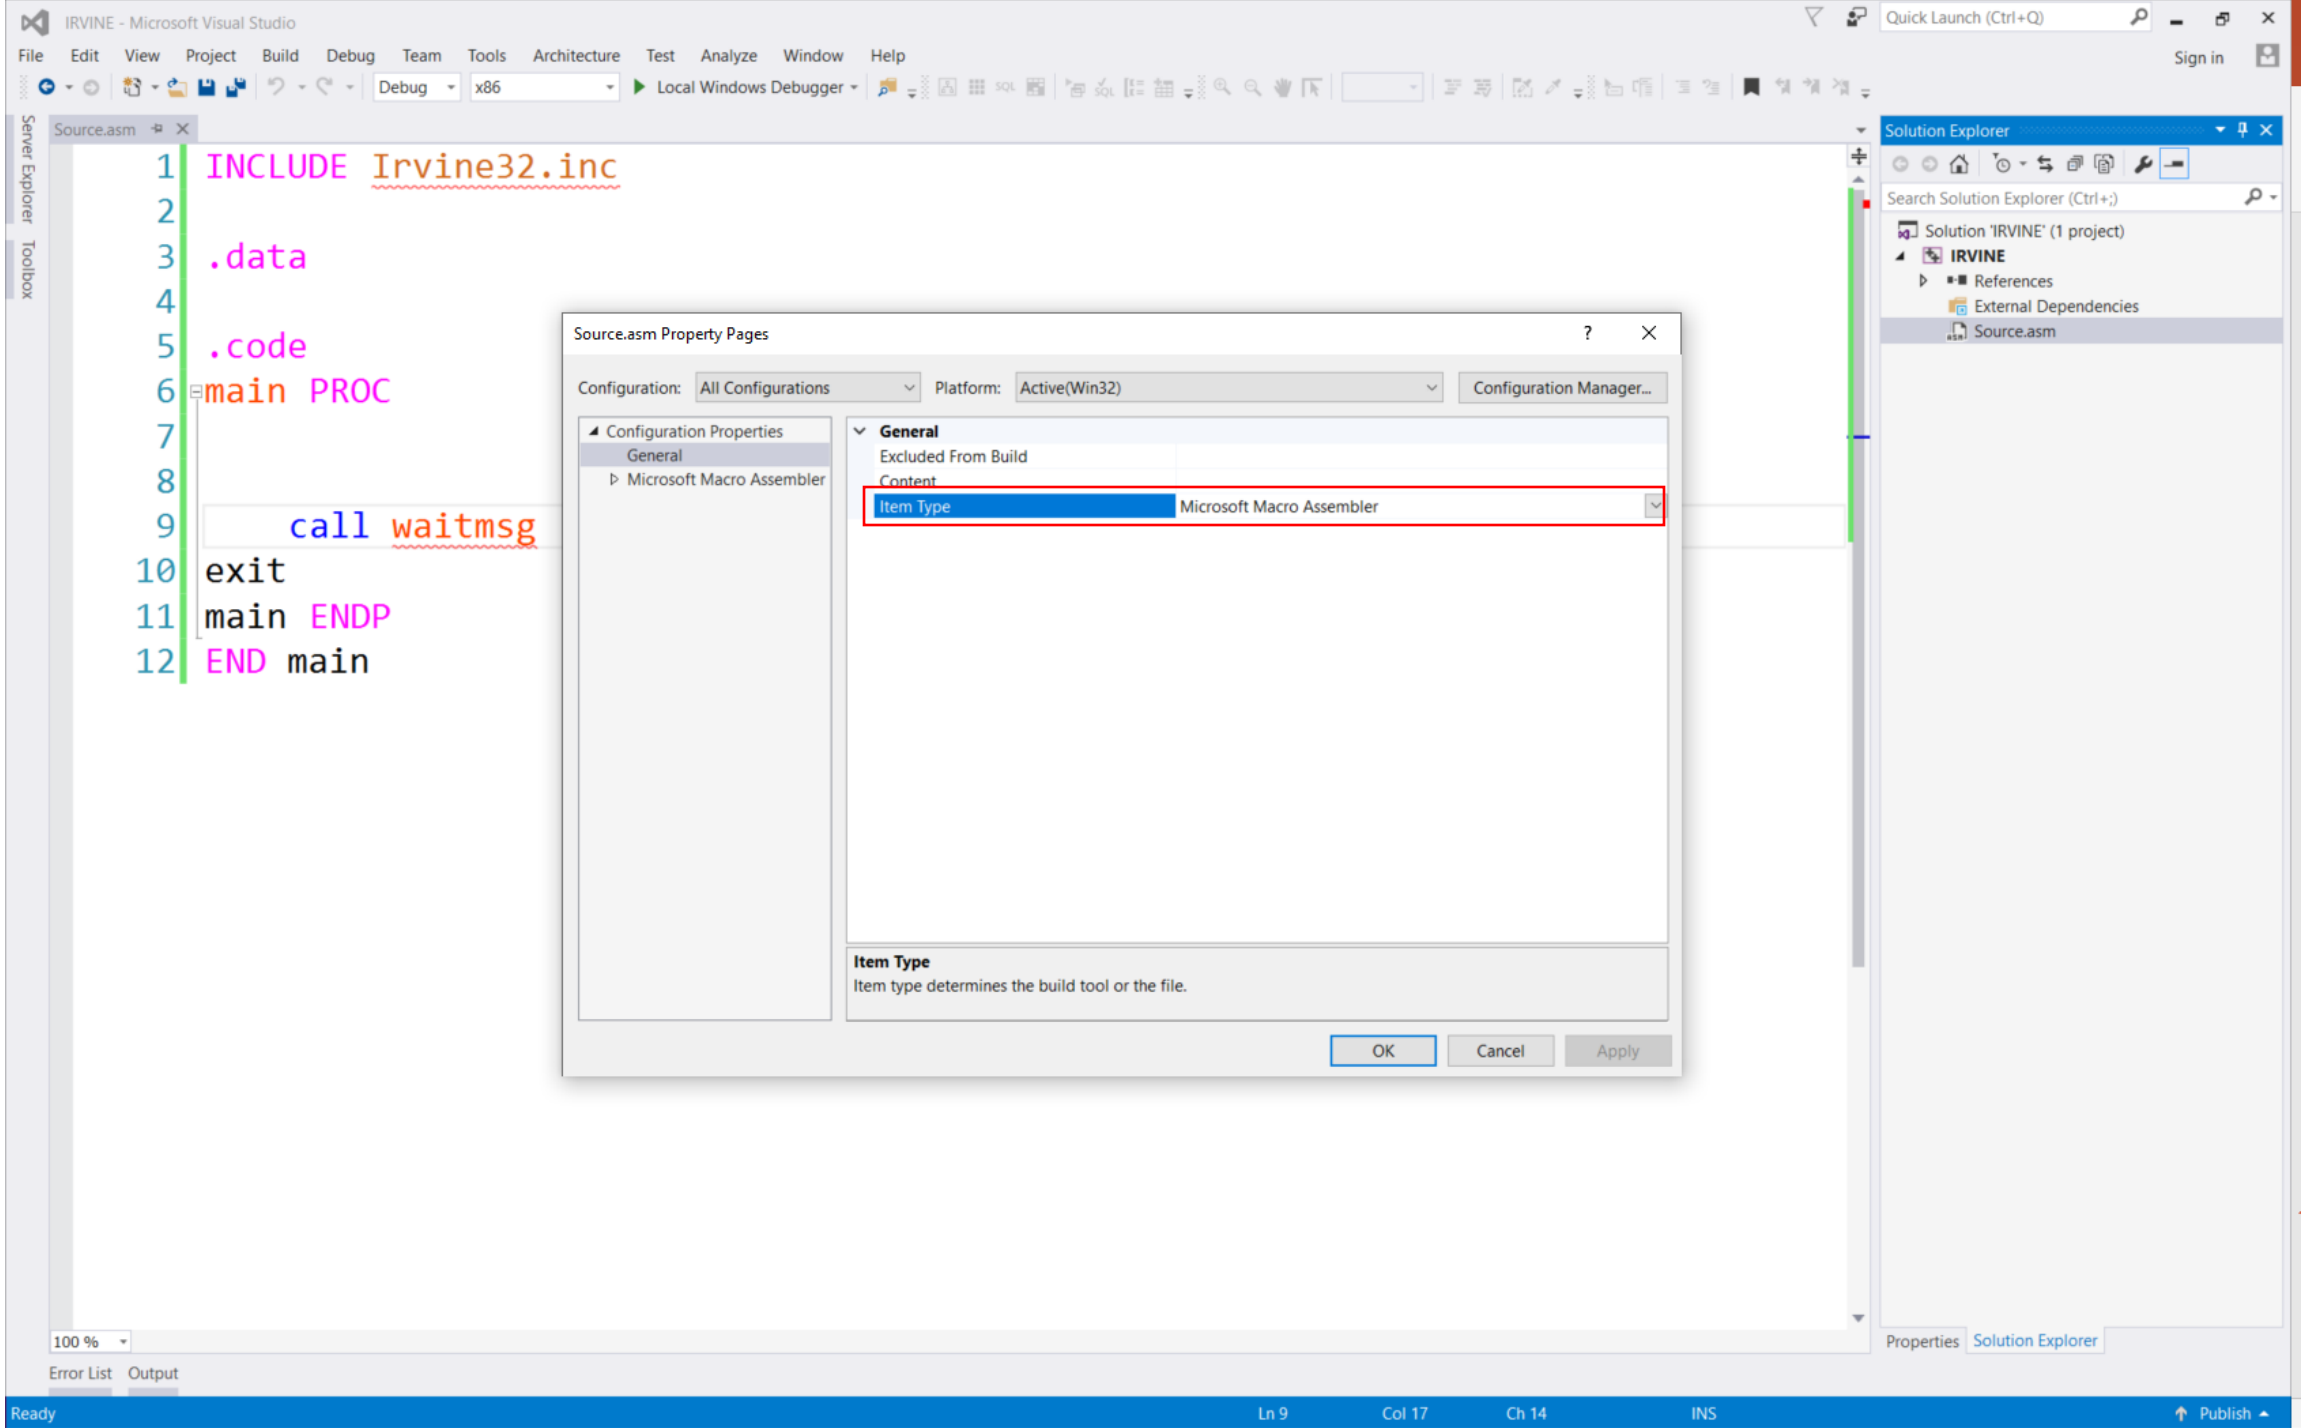 IRVINE - Microsoft Visual Studio
Quick Launch (Ctrl+Q)
File Edit View Project Build Debug Team Tools Architecture Test Analyze Window Help
Sign in
Debug x86 Local Windows Debugger
SQL
SQL
Server Explorer
Toolbox
Source.asm
1 INCLUDE Irvine32.inc
2
3 .data
4
5 .code
6 main PROC
7
8
9 call waitmsg
10 exit
11 main ENDP
12 END main
Source.asm Property Pages
?
Configuration: All Configurations Platform: Active(Win32) Configuration Manager...
Configuration Properties
General
Microsoft Macro Assembler
General
Excluded From Build
Content
Item Type Microsoft Macro Assembler
Item Type
Item type determines the build tool or the file.
OK Cancel Apply
Solution Explorer
Search Solution Explorer (Ctrl+;)
Solution 'IRVINE' (1 project)
IRVINE
References
External Dependencies
Source.asm
100 %
Properties Solution Explorer
Error List Output
Ready Ln 9 Col 17 Ch 14 INS Publish